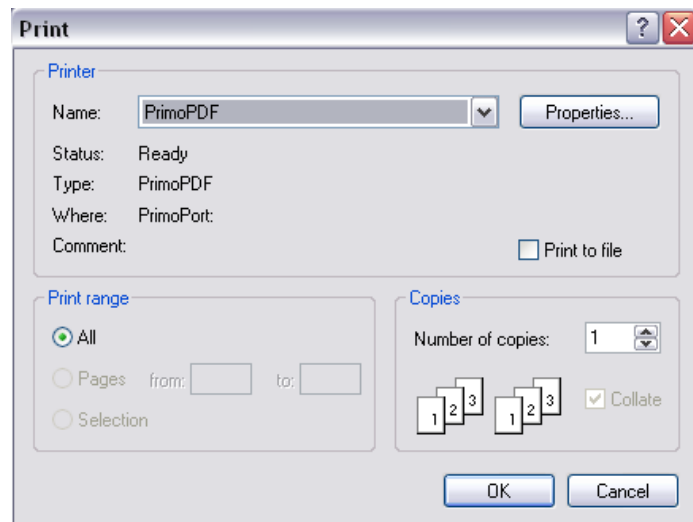 Print
Printer
Name: PrimoPDF Properties...
Status: Ready
Type: PrimoPDF
Where: PrimoPort:
Comment: Print to file
Print range
All
Pages from: to:
Selection
Copies
Number of copies: 1
1 2 3 1 2 3 Collate
OK Cancel